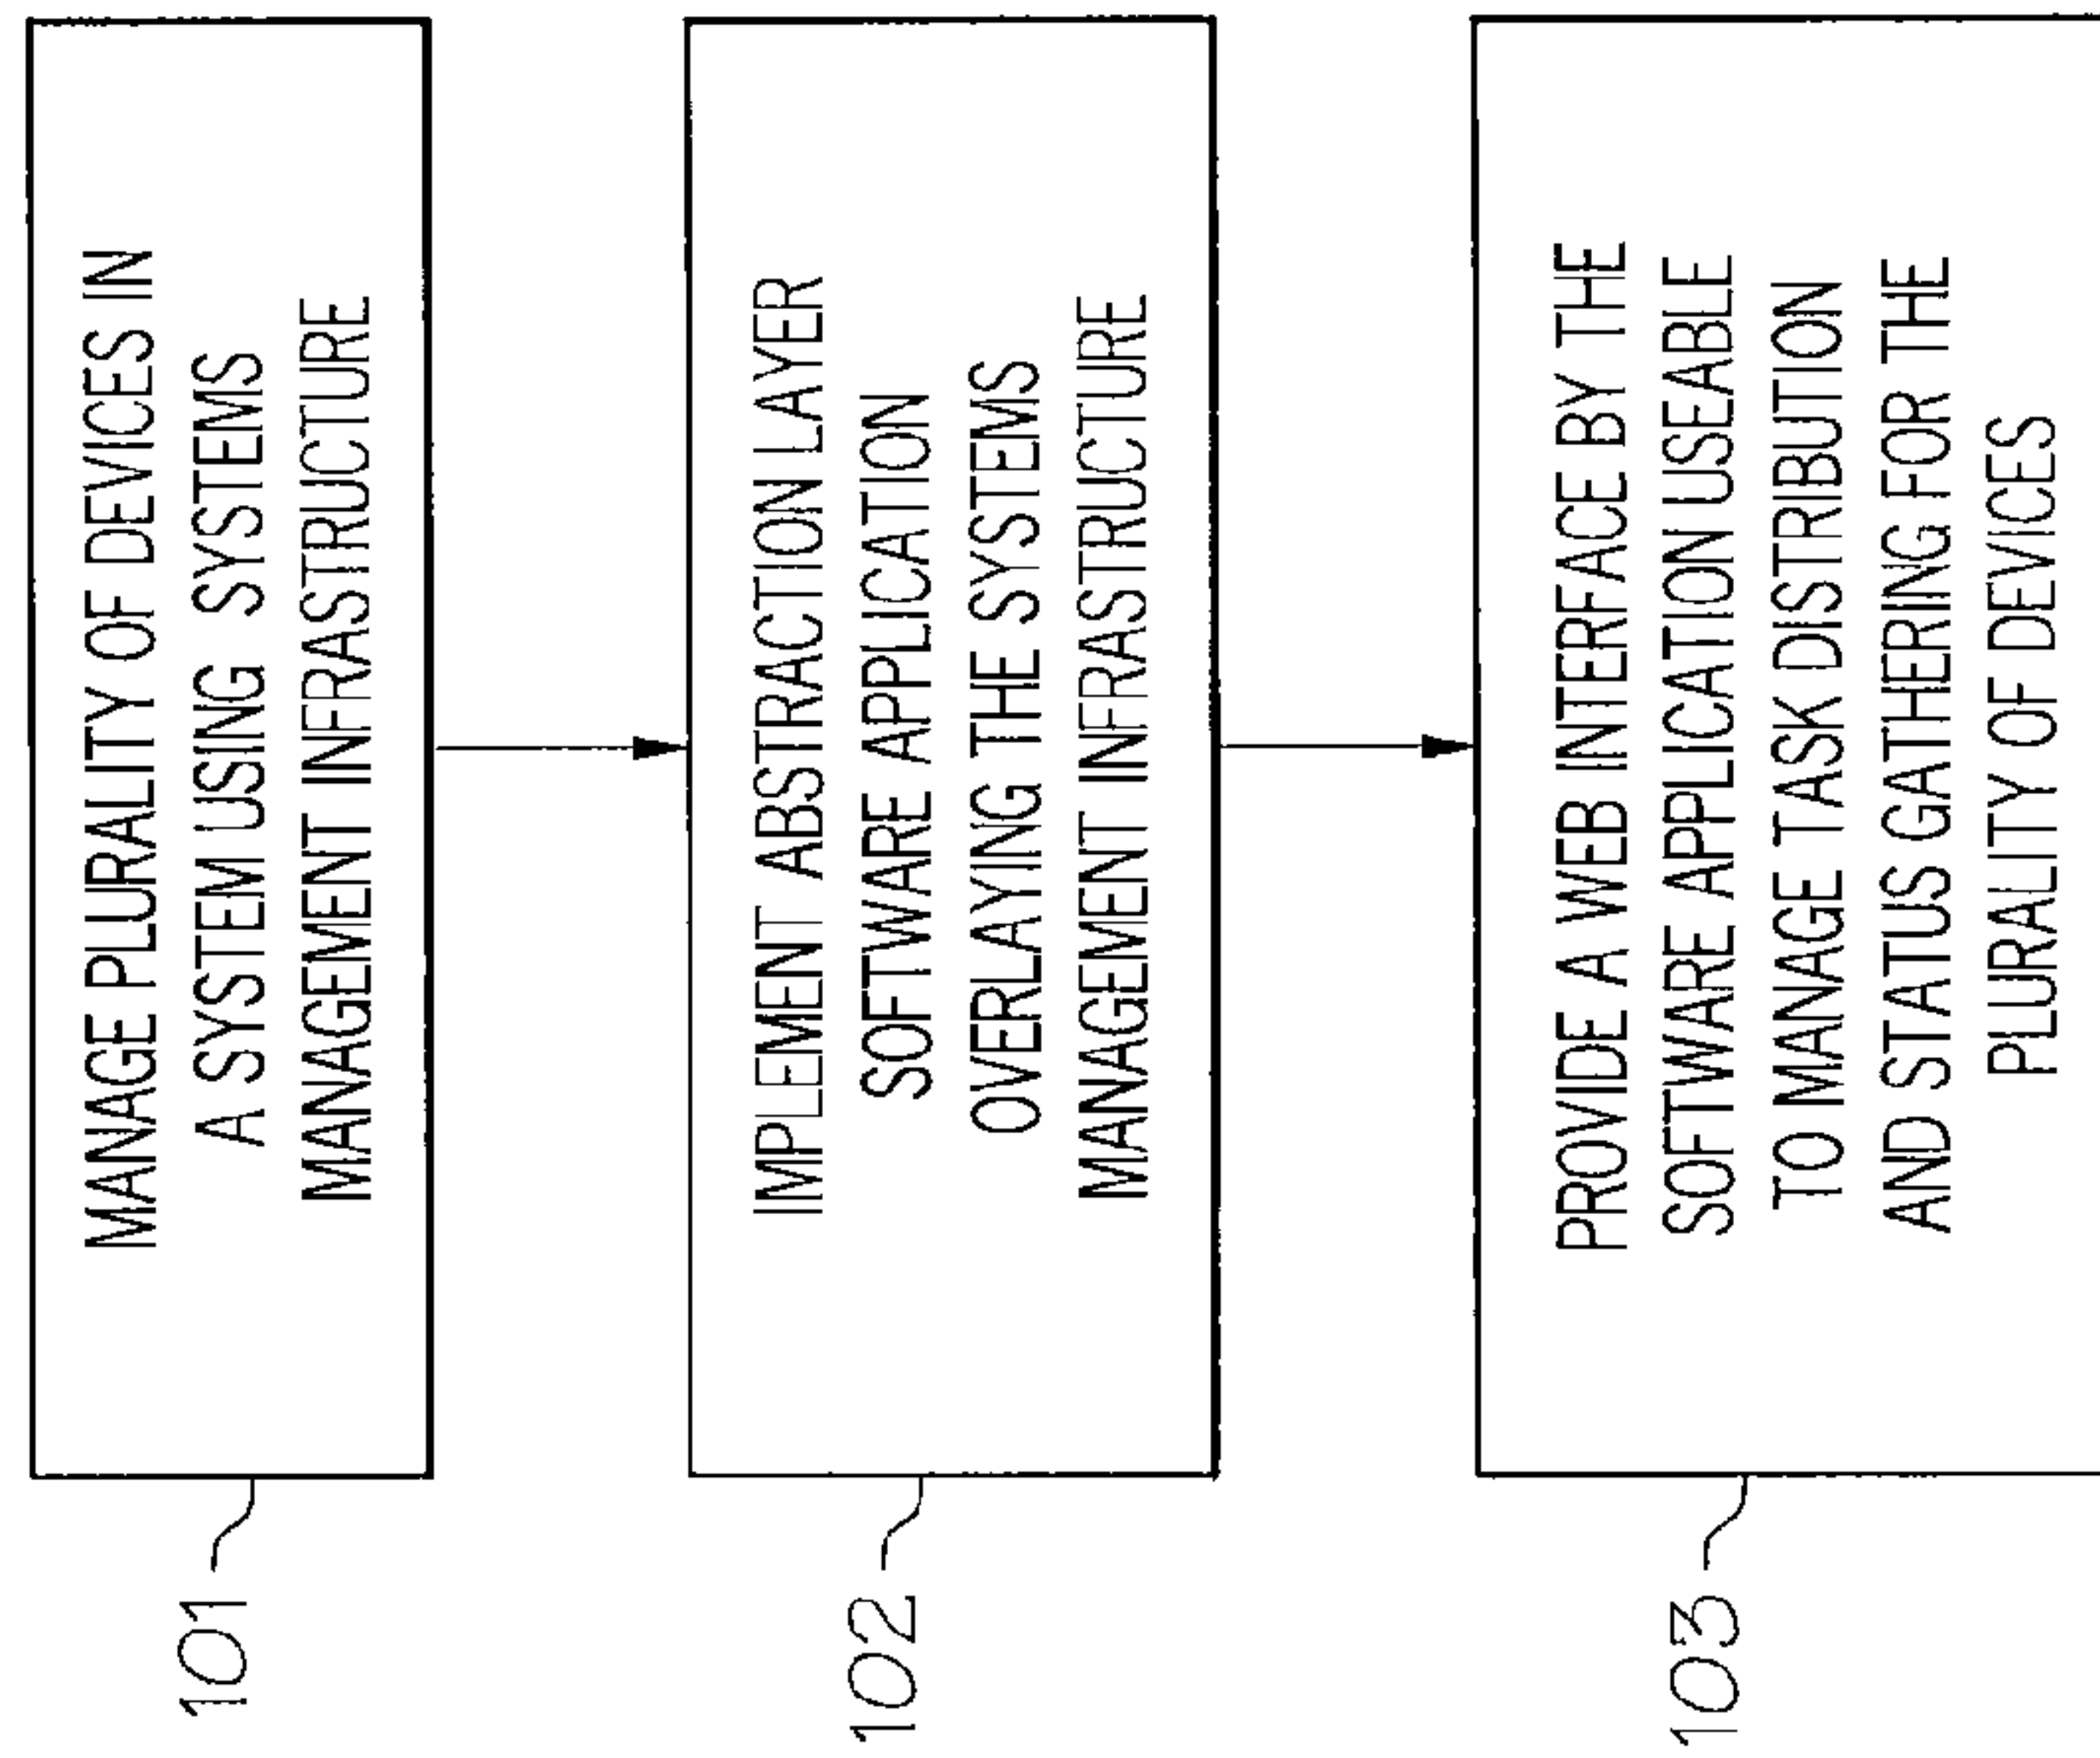 101
MANAGE PLURALITY OF DEVICES IN
A SYSTEM USING SYSTEMS
MANAGEMENT INFRASTRUCTURE
102
IMPLEMENT ABSTRACTION LAYER
SOFTWARE APPLICATION
OVERLAYING THE SYSTEMS
MANAGEMENT INFRASTRUCTURE
103
PROVIDE A WEB INTERFACE BY THE
SOFTWARE APPLICATION USEABLE
TO MANAGE TASK DISTRIBUTION
AND STATUS GATHERING FOR THE
PLURALITY OF DEVICES